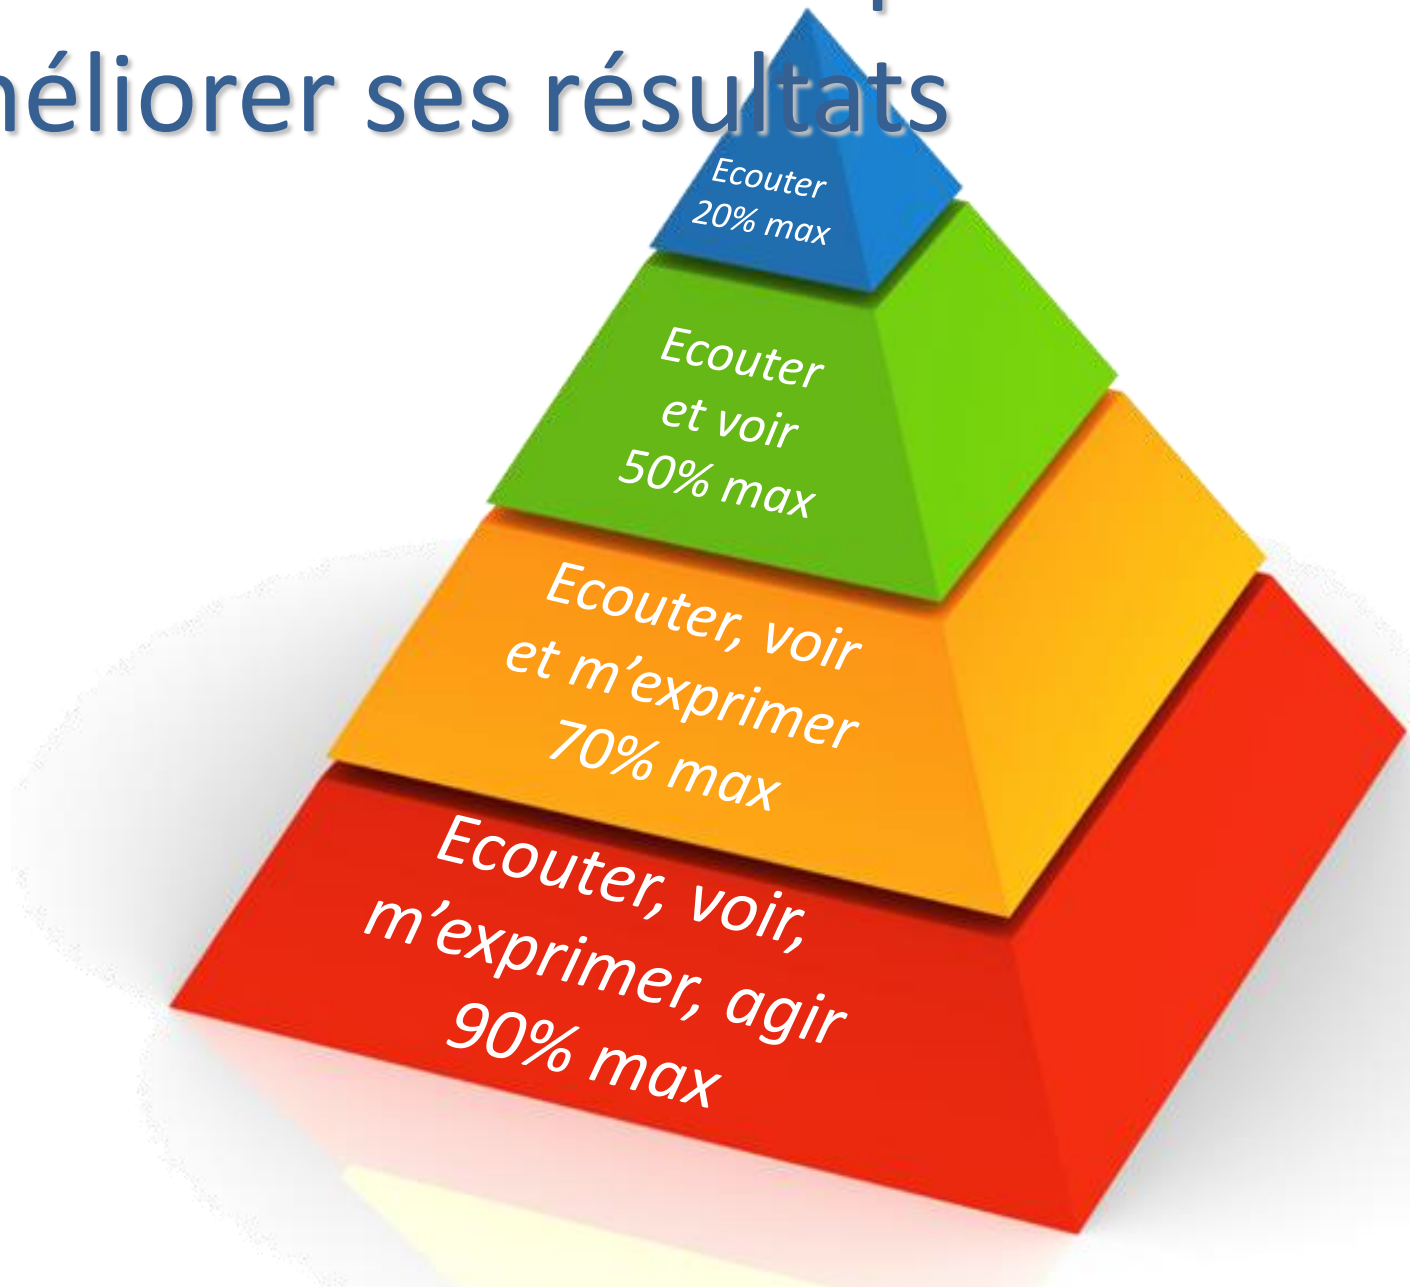 méliorer ses résultats
Ecouter
20% max
Ecouter
et voir
50% max
Ecouter, voir
et m’exprimer
70% max
Ecouter, voir,
m’exprimer, agir
90% max